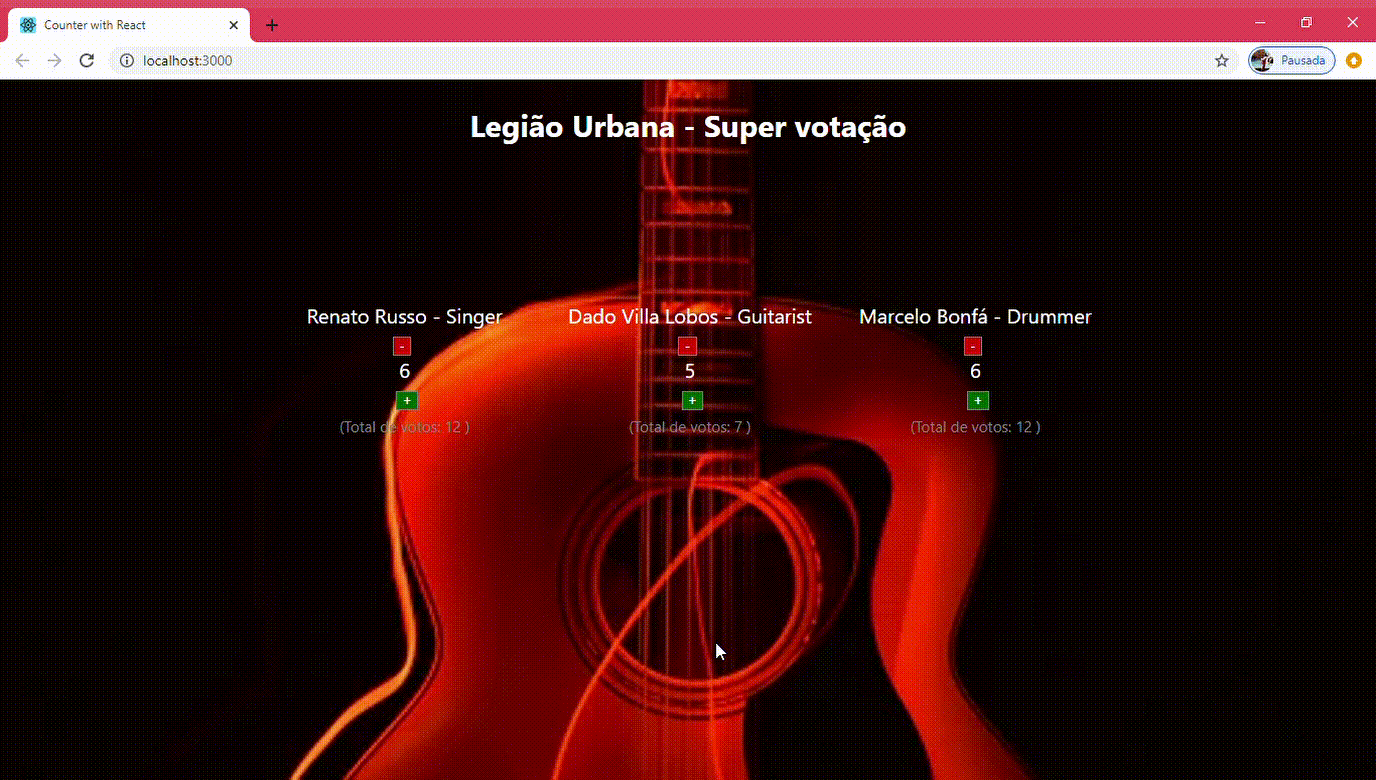 Counter with React
localhost:3000
Pausada
Legião Urbana - Super votação
Renato Russo - Singer
-
6
+
(Total de votos: 12 )
Dado Villa Lobos - Guitarist
-
5
+
(Total de votos: 7 )
Marcelo Bonfá - Drummer
-
6
+
(Total de votos: 12 )